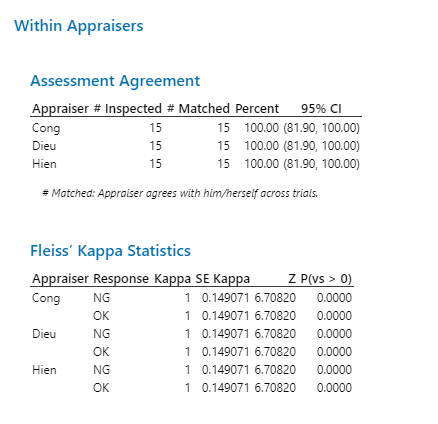 Within Appraisers
Assessment Agreement
Appraiser # Inspected # Matched Percent 95% CI
Cong 15 15 100.00 (81.90, 100.00)
Dieu 15 15 100.00 (81.90, 100.00)
Hien 15 15 100.00 (81.90, 100.00)
# Matched: Appraiser agrees with him/herself across trials.
Fleiss’ Kappa Statistics
Appraiser Response Kappa SE Kappa Z P(vs > 0)
Cong NG 1 0.149071 6.70820 0.0000
OK 1 0.149071 6.70820 0.0000
Dieu NG 1 0.149071 6.70820 0.0000
OK 1 0.149071 6.70820 0.0000
Hien NG 1 0.149071 6.70820 0.0000
OK 1 0.149071 6.70820 0.0000